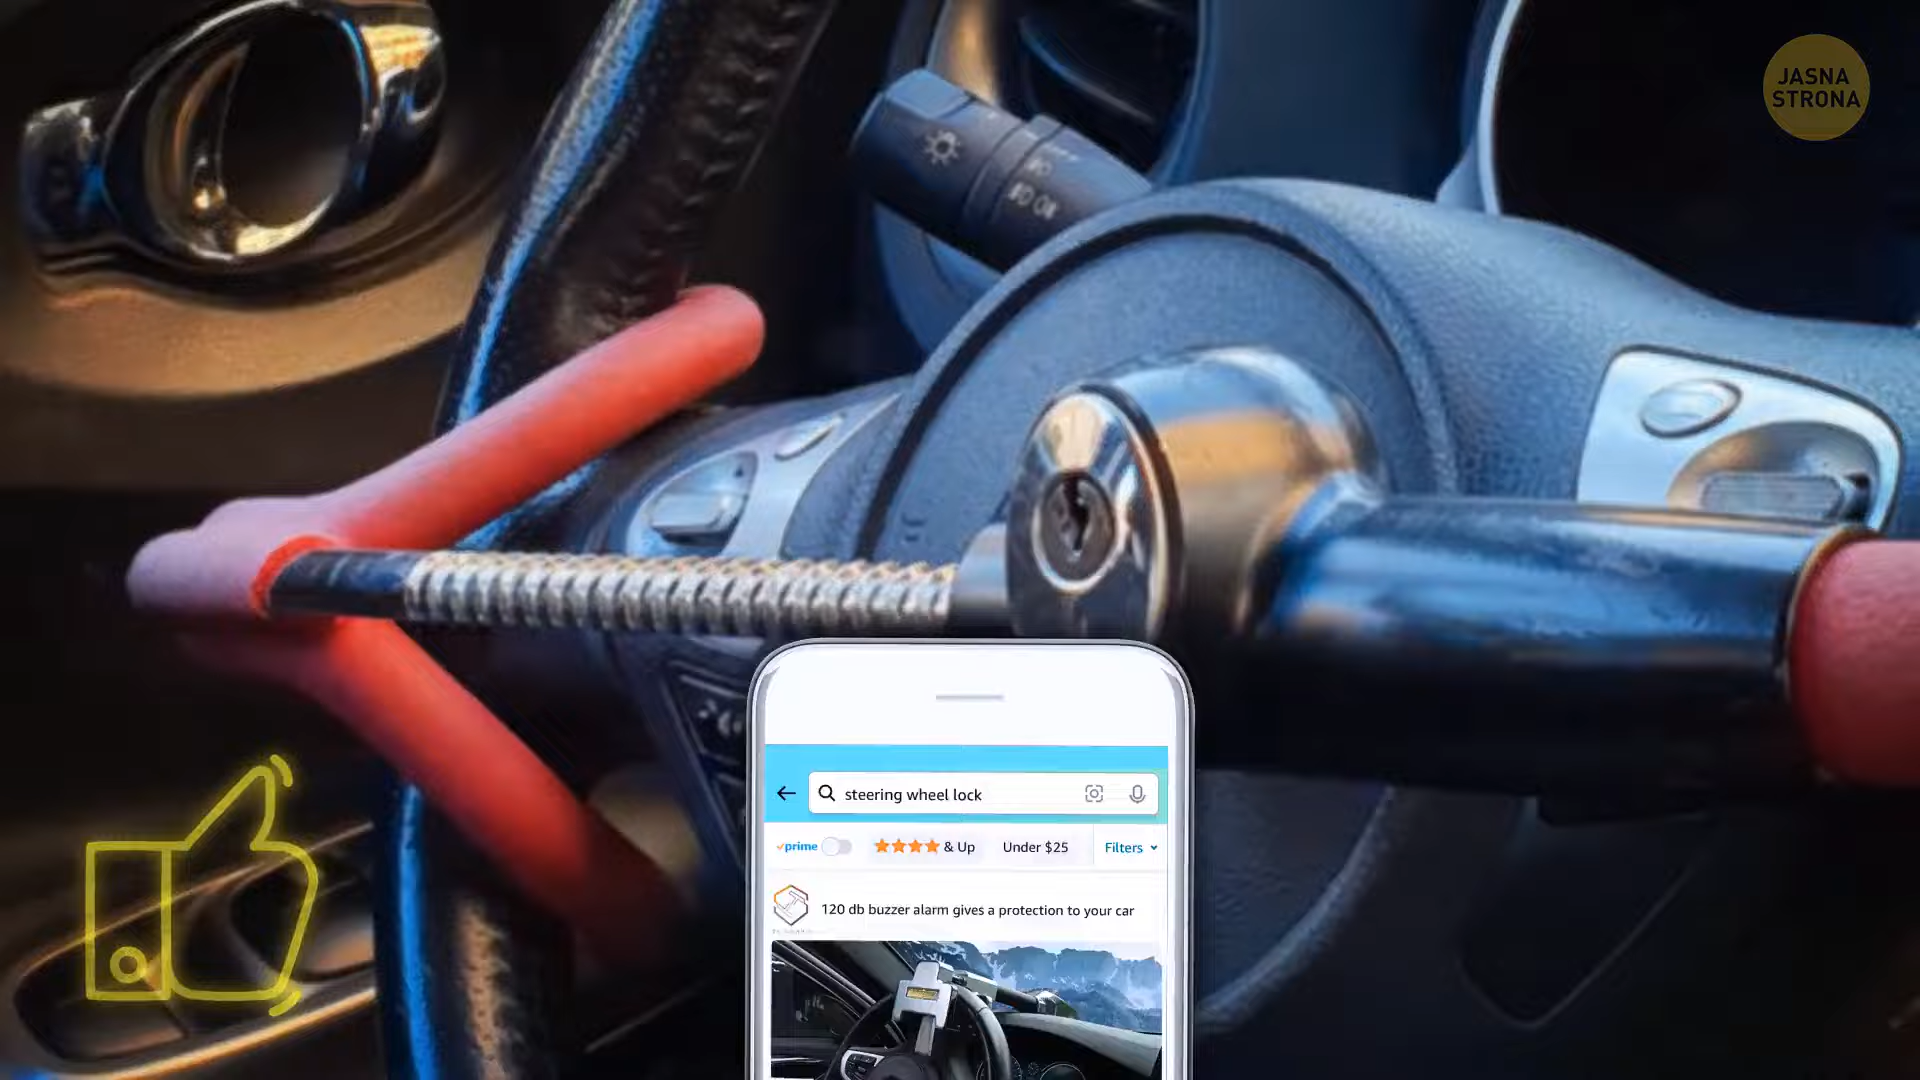 JASNA
STRONA
steering wheel lock
prime
& Up
Under $25
Filters
120 db buzzer alarm gives a protection to your car